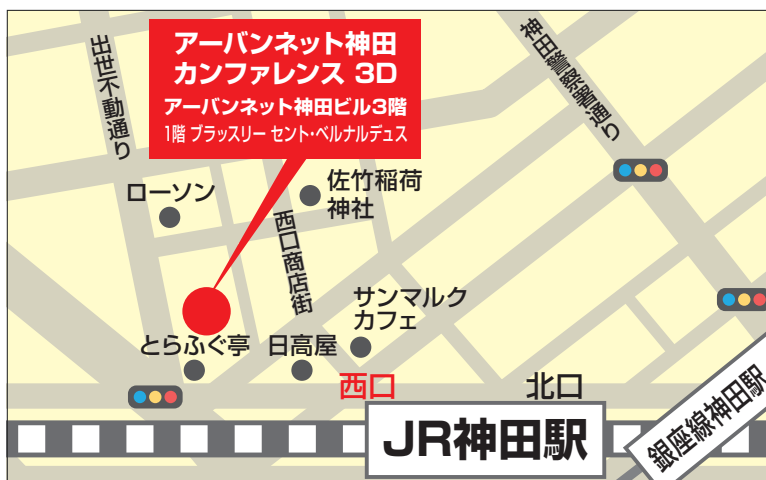 アーバンネット神田
カンファレンス 3D
アーバンネット神田ビル3階
1階 ブラッスリー セント・ベルナルデュス
出世不動通り
神田警察署通り
ローソン
佐竹稲荷
神社
西口商店街
サンマルク
カフェ
とらふぐ亭
日高屋
西口
北口
JR神田駅
銀座線神田駅